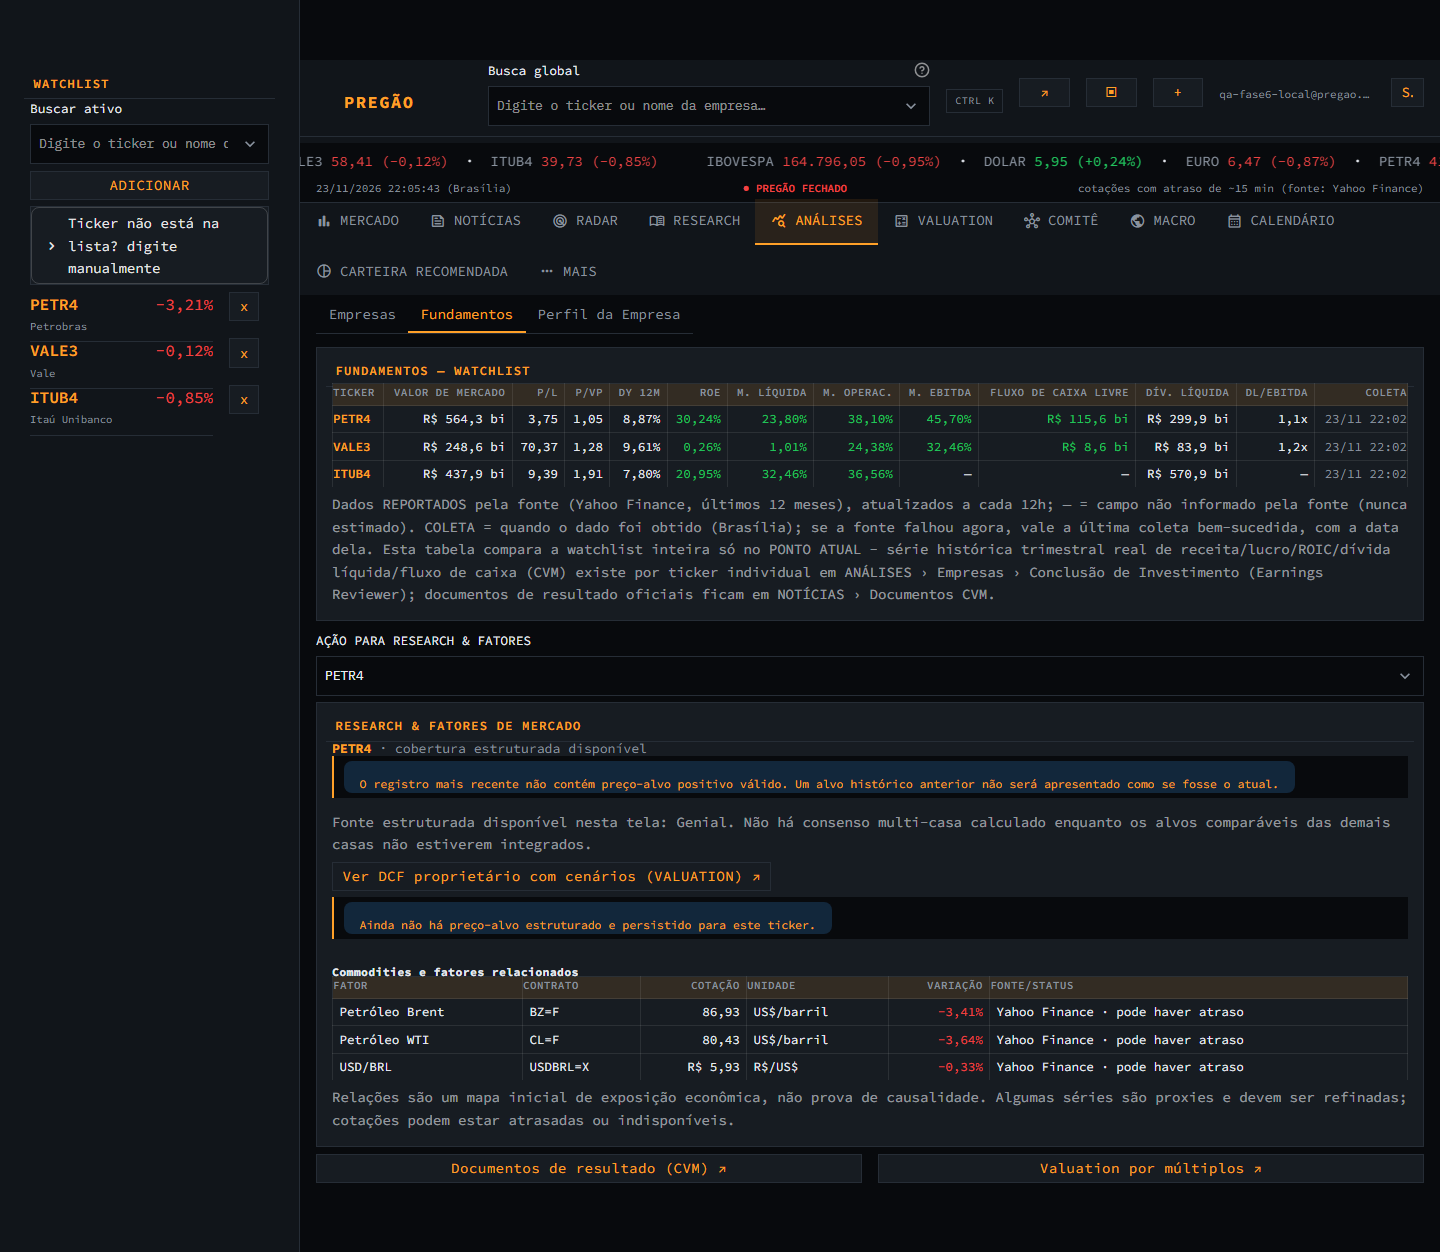 WATCHLIST
Buscar ativo
Digite o ticker ou nome d
ADICIONAR
Ticker não está na
lista? digite
manualmente
PETR4 -3,21% x
Petrobras
VALE3 -0,12% x
Vale
ITUB4 -0,85% x
Itaú Unibanco
PREGÃO
Busca global
Digite o ticker ou nome da empresa…
CTRL K
+
qa-fase6-local@pregao.…
S.
LE3 58,41 (-0,12%) • ITUB4 39,73 (-0,85%) IBOVESPA 164.796,05 (-0,95%) • DOLAR 5,95 (+0,24%) • EURO 6,47 (-0,87%) • PETR4 4
23/11/2026 22:05:43 (Brasília) ● PREGÃO FECHADO cotações com atraso de ~15 min (fonte: Yahoo Finance)
MERCADO NOTÍCIAS RADAR RESEARCH ANÁLISES VALUATION COMITÊ MACRO CALENDÁRIO
CARTEIRA RECOMENDADA MAIS
Empresas Fundamentos Perfil da Empresa
FUNDAMENTOS — WATCHLIST
TICKER VALOR DE MERCADO P/L P/VP DY 12M ROE M. LÍQUIDA M. OPERAC. M. EBITDA FLUXO DE CAIXA LIVRE DÍV. LÍQUIDA DL/EBITDA COLETA
PETR4 R$ 564,3 bi 3,75 1,05 8,87% 30,24% 23,80% 38,10% 45,70% R$ 115,6 bi R$ 299,9 bi 1,1x 23/11 22:02
VALE3 R$ 248,6 bi 70,37 1,28 9,61% 0,26% 1,01% 24,38% 32,46% R$ 8,6 bi R$ 83,9 bi 1,2x 23/11 22:02
ITUB4 R$ 437,9 bi 9,39 1,91 7,80% 20,95% 32,46% 36,56% — — R$ 570,9 bi — 23/11 22:02
Dados REPORTADOS pela fonte (Yahoo Finance, últimos 12 meses), atualizados a cada 12h; — = campo não informado pela fonte (nunca
estimado). COLETA = quando o dado foi obtido (Brasília); se a fonte falhou agora, vale a última coleta bem-sucedida, com a data
dela. Esta tabela compara a watchlist inteira só no PONTO ATUAL - série histórica trimestral real de receita/lucro/ROIC/dívida
líquida/fluxo de caixa (CVM) existe por ticker individual em ANÁLISES › Empresas › Conclusão de Investimento (Earnings
Reviewer); documentos de resultado oficiais ficam em NOTÍCIAS › Documentos CVM.
AÇÃO PARA RESEARCH & FATORES
PETR4
RESEARCH & FATORES DE MERCADO
PETR4 · cobertura estruturada disponível
O registro mais recente não contém preço-alvo positivo válido. Um alvo histórico anterior não será apresentado como se fosse o atual.
Fonte estruturada disponível nesta tela: Genial. Não há consenso multi-casa calculado enquanto os alvos comparáveis das demais
casas não estiverem integrados.
Ver DCF proprietário com cenários (VALUATION) ↗
Ainda não há preço-alvo estruturado e persistido para este ticker.
Commodities e fatores relacionados
FATOR CONTRATO COTAÇÃO UNIDADE VARIAÇÃO FONTE/STATUS
Petróleo Brent BZ=F 86,93 US$/barril -3,41% Yahoo Finance · pode haver atraso
Petróleo WTI CL=F 80,43 US$/barril -3,64% Yahoo Finance · pode haver atraso
USD/BRL USDBRL=X R$ 5,93 R$/US$ -0,33% Yahoo Finance · pode haver atraso
Relações são um mapa inicial de exposição econômica, não prova de causalidade. Algumas séries são proxies e devem ser refinadas;
cotações podem estar atrasadas ou indisponíveis.
Documentos de resultado (CVM) ↗ Valuation por múltiplos ↗